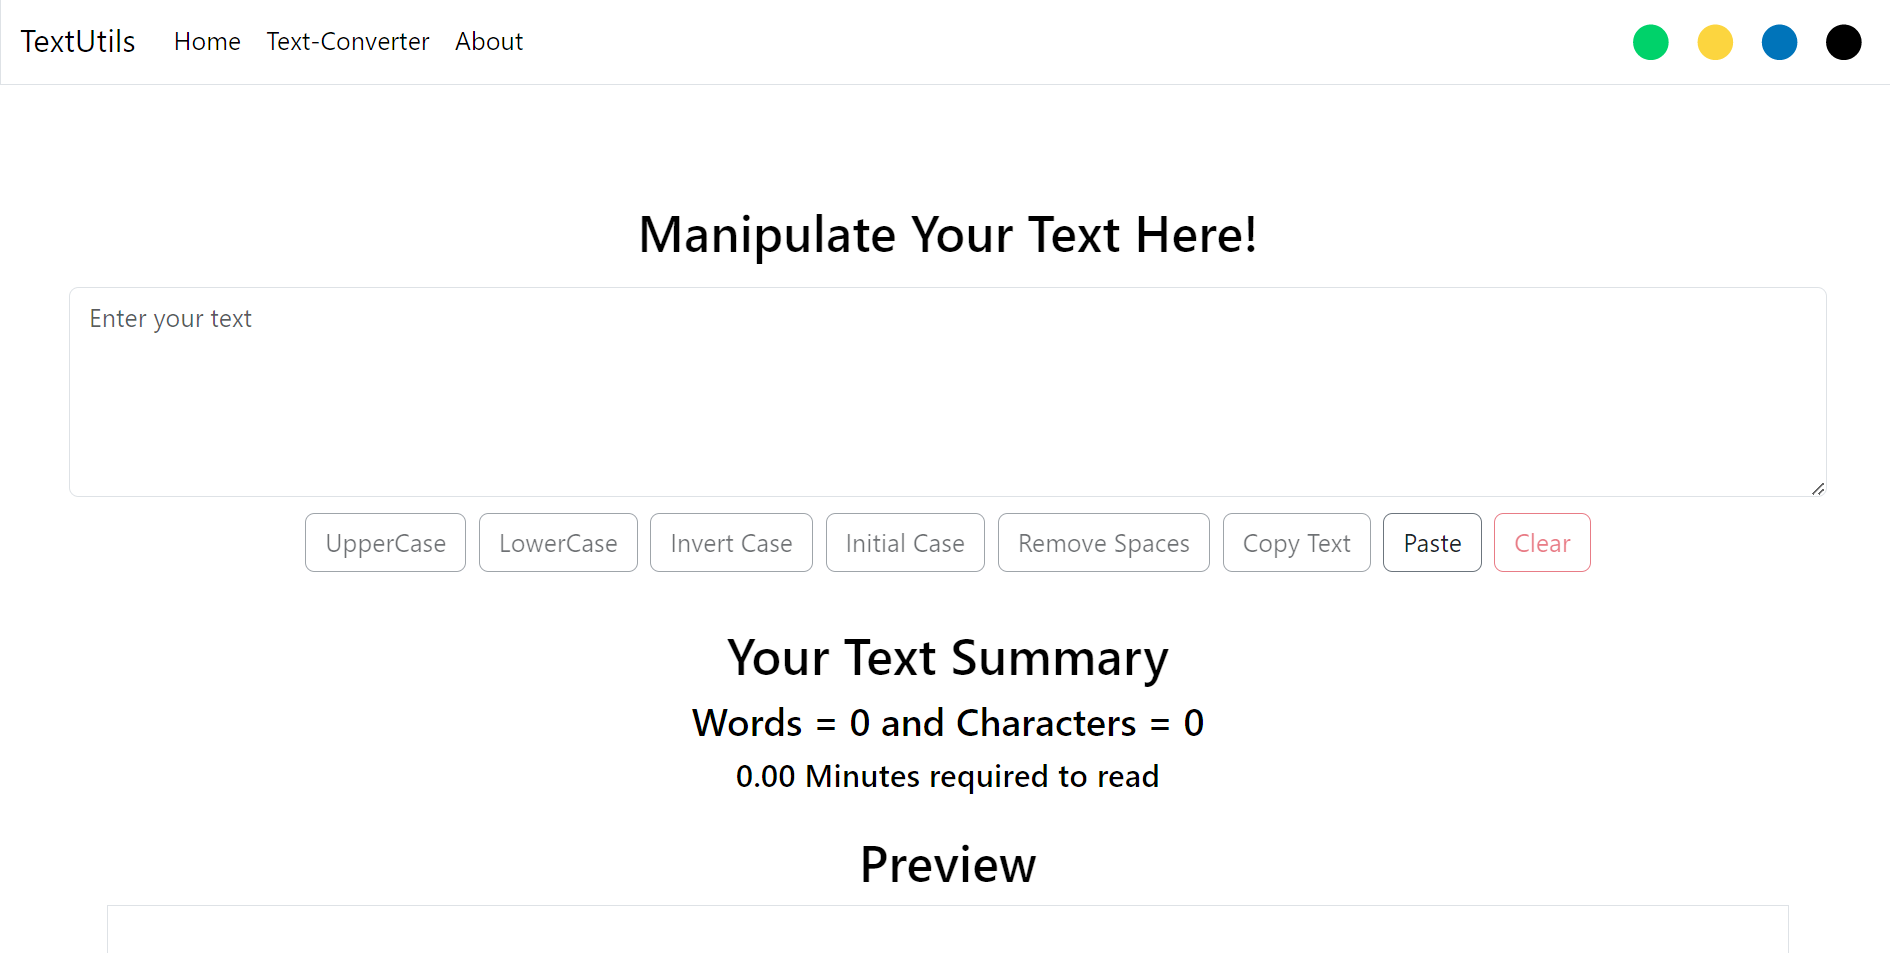 TextUtils Home Text-Converter About
Manipulate Your Text Here!
Enter your text
UpperCase LowerCase Invert Case Initial Case Remove Spaces Copy Text Paste Clear
Your Text Summary
Words = 0 and Characters = 0
0.00 Minutes required to read
Preview